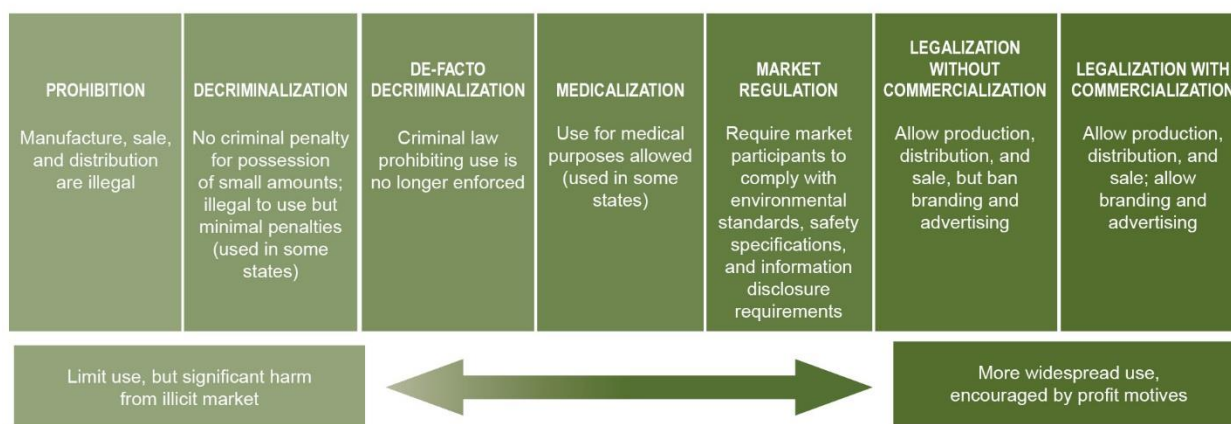 PROHIBITION
Manufacture, sale,
and distribution
are illegal
DECRIMINALIZATION
No criminal penalty
for possession
of small amounts;
illegal to use but
minimal penalties
(used in some
states)
DE-FACTO
DECRIMINALIZATION
Criminal law
prohibiting use is
no longer enforced
MEDICALIZATION
Use for medical
purposes allowed
(used in some
states)
MARKET
REGULATION
Require market
participants to
comply with
environmental
standards, safety
specifications,
and information
disclosure
requirements
LEGALIZATION
WITHOUT
COMMERCIALIZATION
Allow production,
distribution, and
sale, but ban
branding and
advertising
LEGALIZATION WITH
COMMERCIALIZATION
Allow production,
distribution, and
sale; allow
branding and
advertising
Limit use, but significant harm
from illicit market
More widespread use,
encouraged by profit motives